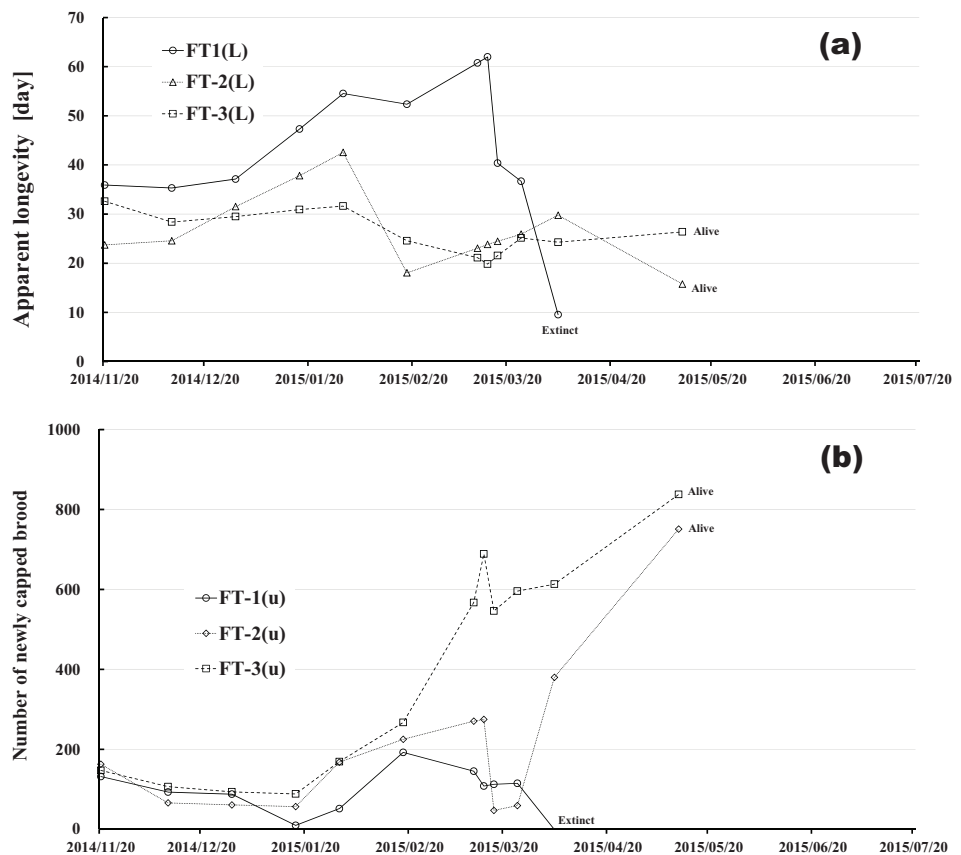 (a)
Apparent longevity [day]
70
60
50
40
30
20
10
0
FT1(L)
FT-2(L)
FT-3(L)
Alive
Alive
Extinct
2014/11/20 2014/12/20 2015/01/20 2015/02/20 2015/03/20 2015/04/20 2015/05/20 2015/06/20 2015/07/20
(b)
Number of newly capped brood
1000
800
600
400
200
0
Alive
Alive
FT-1(u)
FT-2(u)
FT-3(u)
Extinct
2014/11/20 2014/12/20 2015/01/20 2015/02/20 2015/03/20 2015/04/20 2015/05/20 2015/06/20 2015/07/20